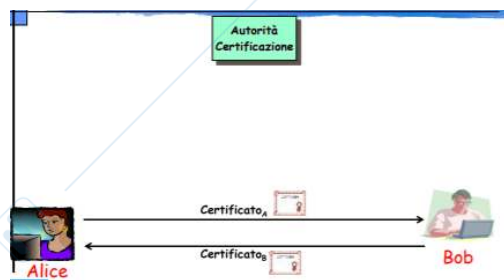 Autorità
Certificazione
CertificatoA
CertificatoB
Alice
Bob